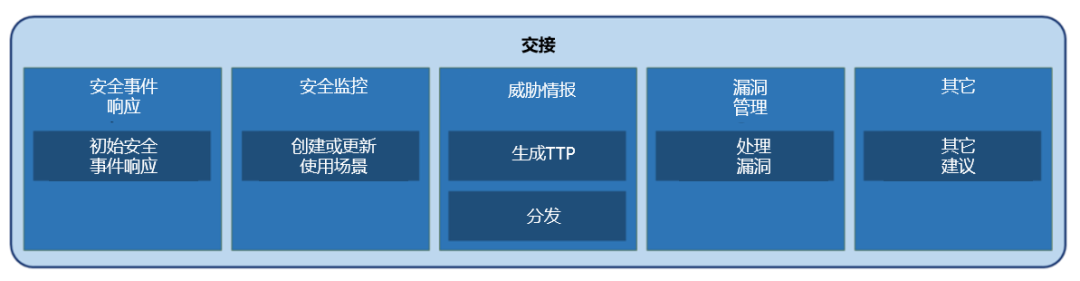 交接
安全事件
响应
初始安全
事件响应
安全监控
创建或更新
使用场景
威胁情报
生成TTP
分发
漏洞
管理
处理
漏洞
其它
其它
建议